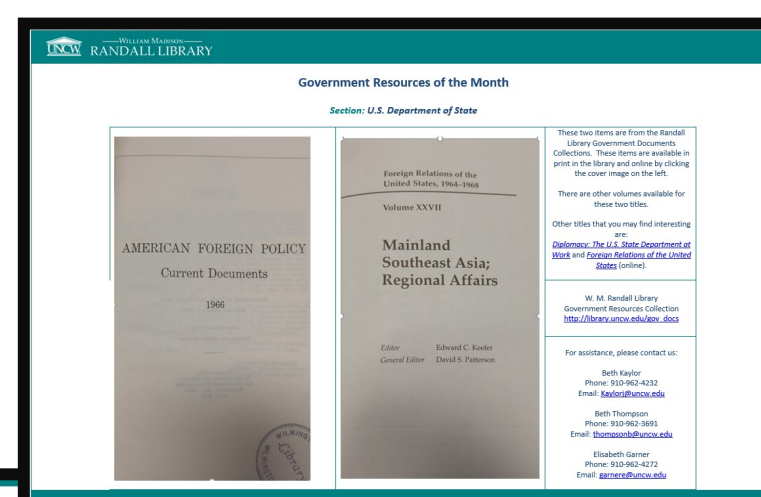 UNCW
WILLIAM MADISON
RANDALL LIBRARY
Government Resources of the Month
Section: U.S. Department of State
AMERICAN FOREIGN POLICY
Current Documents
1966
WILMING
Library
Foreign Relations of the
United States, 1964–1968
Volume XXVII
Mainland
Southeast Asia;
Regional Affairs
Editor Edward C. Keefer
General Editor David S. Patterson
These two items are from the Randall
Library Government Documents
Collections. These items are available in
print in the library and online by clicking
the cover image on the left.
There are other volumes available for
these two titles.
Other titles that you may find interesting
are:
Diplomacy: The U.S. State Department at
Work and Foreign Relations of the United
States (online).
W. M. Randall Library
Government Resources Collection
http://library.uncw.edu/gov_docs
For assistance, please contact us:
Beth Kaylor
Phone: 910-962-4232
Email: Kaylorj@uncw.edu
Beth Thompson
Phone: 910-962-3691
Email: thompsonb@uncw.edu
Elisabeth Garner
Phone: 910-962-4272
Email: garnere@uncw.edu